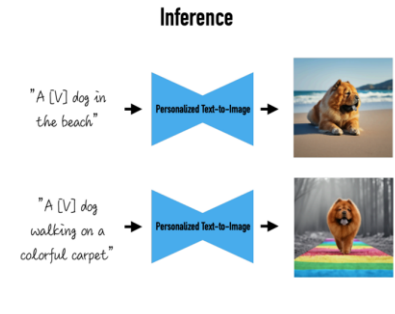 Inference
"A [V] dog in
the beach"
Personalized Text-to-Image
"A [V] dog
walking on a
colorful carpet"
Personalized Text-to-Image